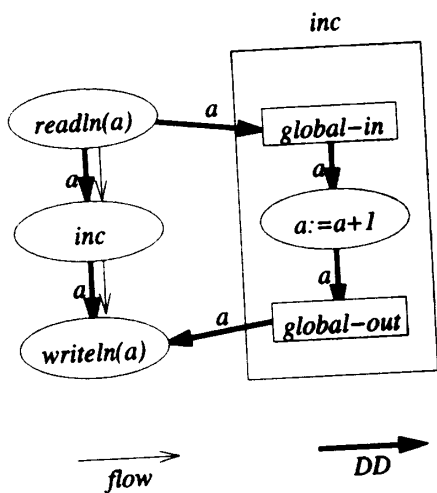 inc
readln(a)
a
global-in
a
a
inc
a:=a+1
a
a
a
writeln(a)
global-out
flow
DD